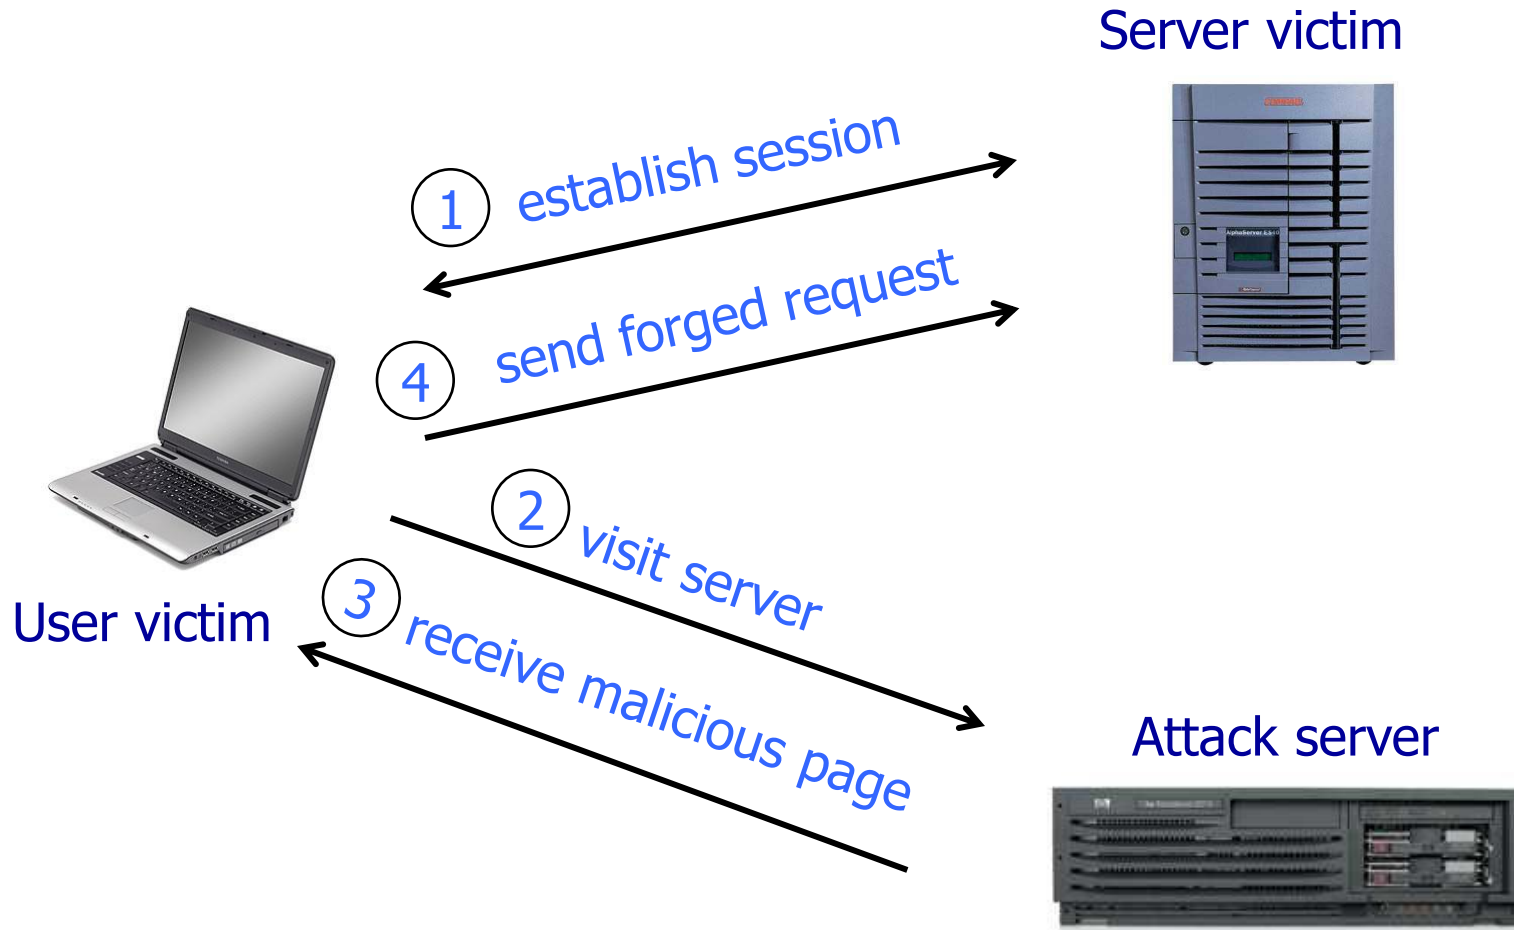 Server victim
1 establish session
4 send forged request
2 visit server
3 receive malicious page
User victim
Attack server